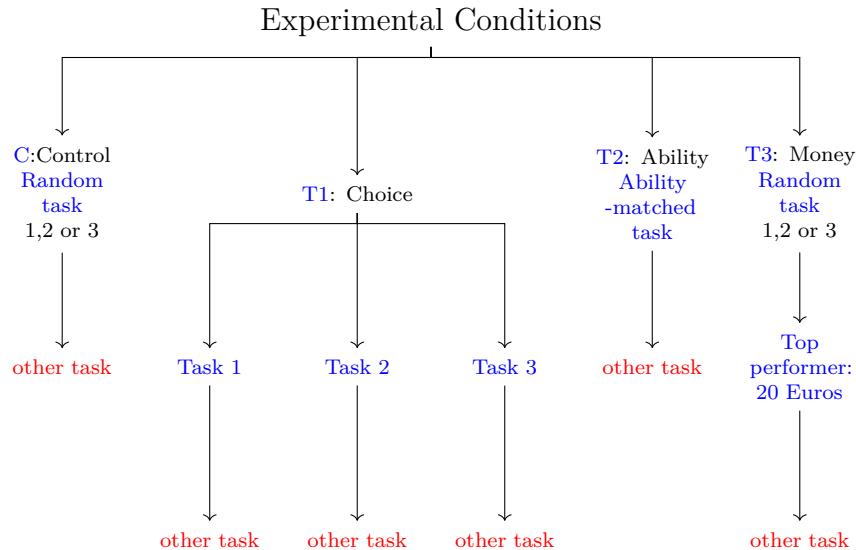 Experimental Conditions
C:Control
Random
task
1,2 or 3
T1: Choice
T2: Ability
Ability
-matched
task
T3: Money
Random
task
1,2 or 3
other task
Task 1
Task 2
Task 3
other task
Top
performer:
20 Euros
other task
other task
other task
other task